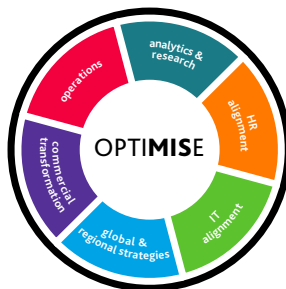 analytics &
research
HR
alignment
IT
alignment
global &
regional strategies
commercial
transformation
operations
OPTIMISE